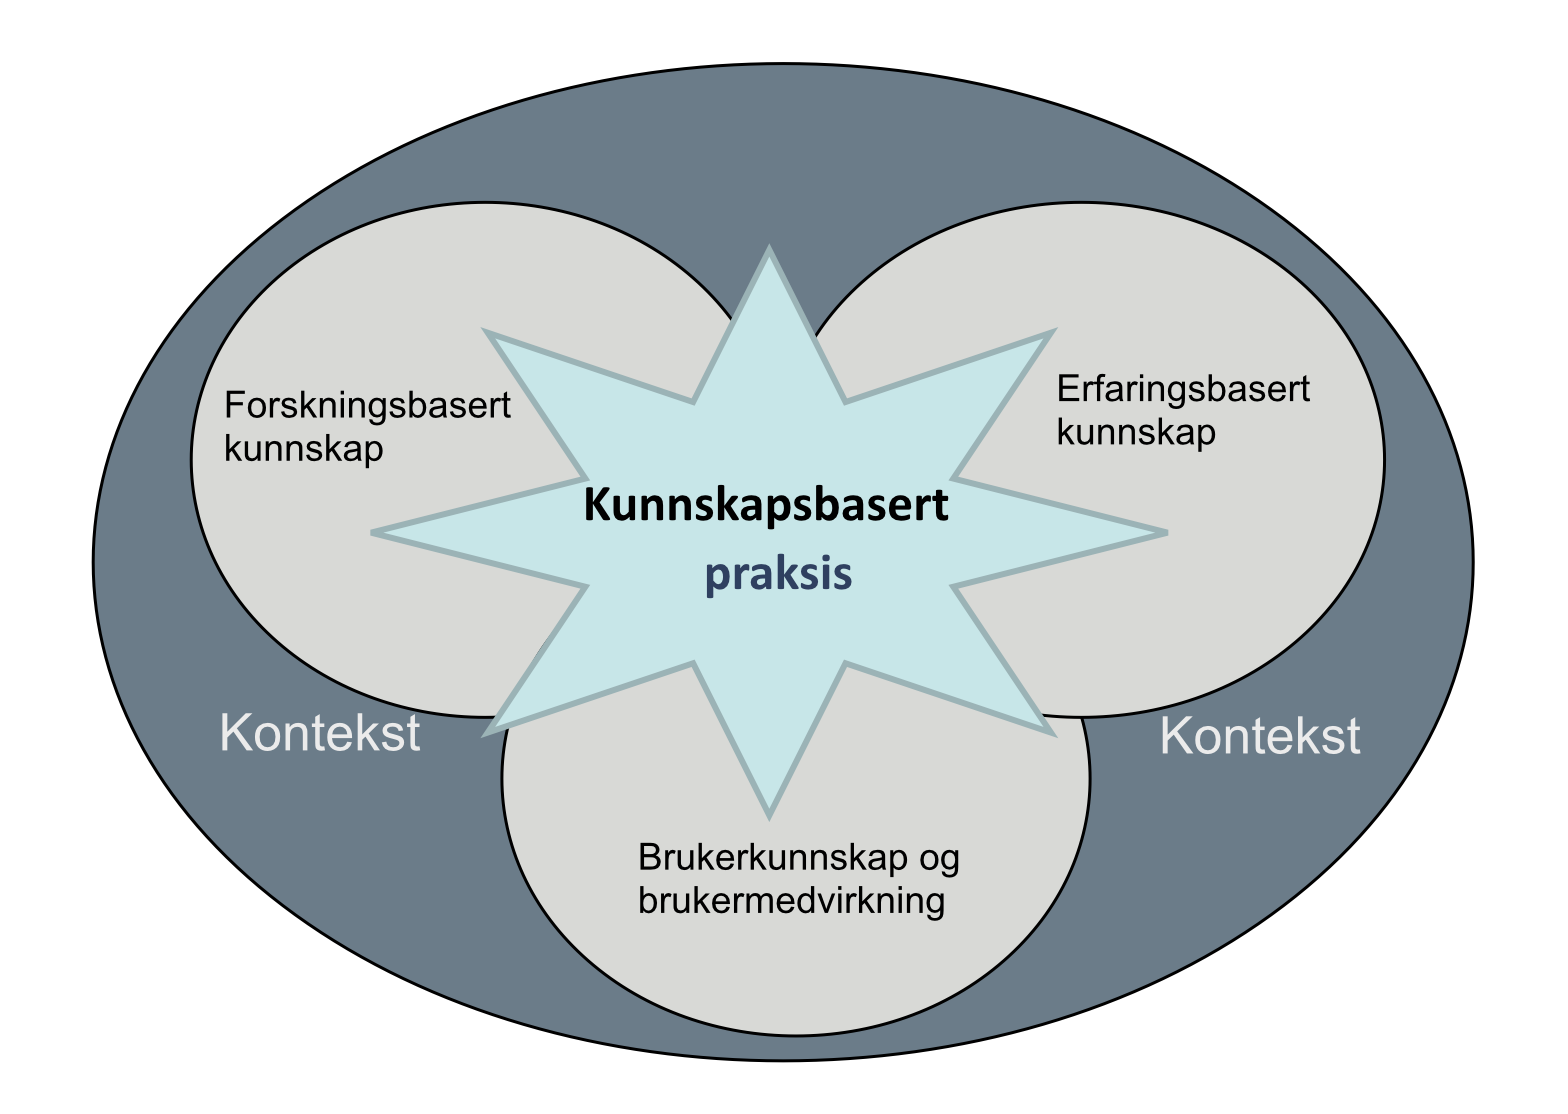 Forskningsbasert
kunnskap
Erfaringsbasert
kunnskap
Kunnskapsbasert
praksis
Kontekst
Kontekst
Brukerkunnskap og
brukermedvirkning